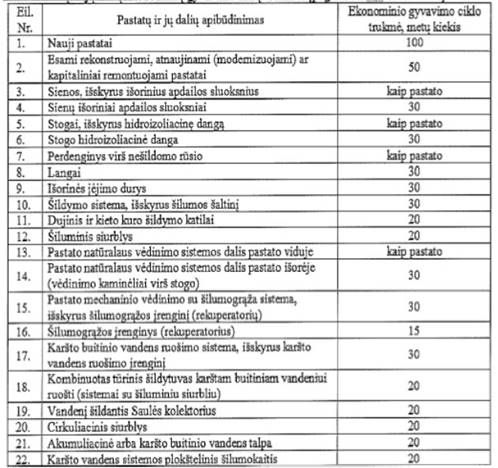 Eil. Nr.
Pastatų ir jų dalių apibūdinimas
Ekonominio gyvavimo ciklo trukmė, metų kiekis
1. Nauji pastatai 100
2. Esami rekonstruojami, atnaujinami (modernizuojami) ar
kapitaliniai remontuojami pastatai 50
3. Sienos, išskyrus išorinius apdailos sluoksnius kaip pastato
4. Sienų išoriniai apdailos sluoksniai 30
5. Stogai, išskyrus hidroizoliacinę dangą kaip pastato
6. Stogo hidroizoliacinė danga 30
7. Perdenginys virš nešildomo rūsio kaip pastato
8. Langai 30
9. Išorinės įėjimo durys 30
10. Šildymo sistema, išskyrus šilumos šaltinį 30
11. Dujinis ir kieto kuro šildymo katilai 20
12. Šiluminis siurblys 20
13. Pastato natūralaus vėdinimo sistemos dalis pastato viduje kaip pastato
14. Pastato natūralaus vėdinimo sistemos dalis pastato išorėje
(vėdinimo kaminėliai virš stogo) 30
15. Pastato mechaninio vėdinimo su šilumogrąža sistema,
išskyrus šilumogrąžos įrenginį (rekuperatorių) 30
16. Šilumogrąžos įrenginys (rekuperatorius) 15
17. Karšto buitinio vandens ruošimo sistema, išskyrus karšto
vandens ruošimo įrenginį 30
18. Kombinuotas tūrinis šildytuvas karštam buitiniam vandeniui
ruošti (sistemai su šiluminiu siurbliu) 20
19. Vandenį šildantis Saulės kolektorius 20
20. Cirkuliacinis siurblys 20
21. Akumuliacinė arba karšto buitinio vandens talpa 20
22. Karšto vandens sistemos plokštelinis šilumokaitis 20